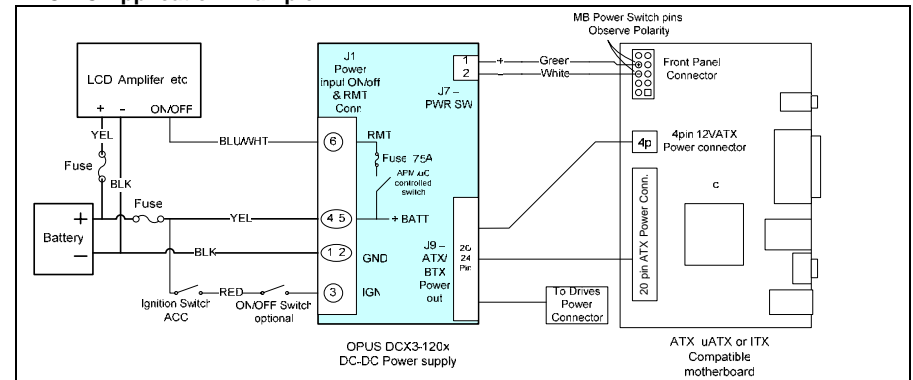 MB Power Switch pins
Observe Polarity
LCD Amplifer etc
+ - ON/OFF
YEL
Fuse
BLK
BLU/WHT
Battery
+
-
Fuse
YEL
BLK
Ignition Switch
ACC
RED
ON/OFF Switch
optional
J1
Power
input ON/off
& RMT
Conn
6
4 5
1 2
3
RMT
Fuse 75A
APM uC
controlled
switch
+ BATT
GND
IGN
1
2
J7 –
PWR SW
+
–
Green
White
J9 –
ATX/
BTX
Power
out
20
24
Pin
OPUS DCX3-120x
DC-DC Power supply
Front Panel
Connector
4p
4pin 12VATX
Power connector
20 pin ATX Power Conn.
C
To Drives
Power
Connector
ATX uATX or ITX
Compatible
motherboard